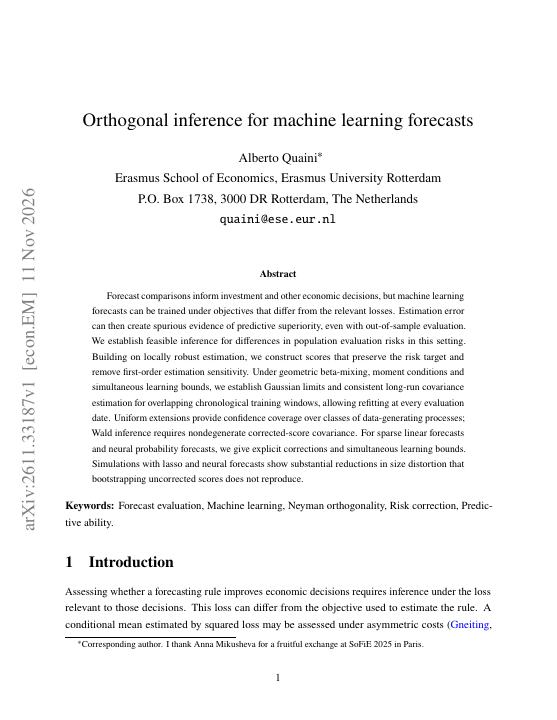 Orthogonal inference for machine learning forecasts
Alberto Quaini*
Erasmus School of Economics, Erasmus University Rotterdam
P.O. Box 1738, 3000 DR Rotterdam, The Netherlands
quaini@ese.eur.nl
arXiv:2611.33187v1 [econ.EM] 11 Nov 2026
Abstract
Forecast comparisons inform investment and other economic decisions, but machine learning
forecasts can be trained under objectives that differ from the relevant losses. Estimation error
can then create spurious evidence of predictive superiority, even with out-of-sample evaluation.
We establish feasible inference for differences in population evaluation risks in this setting.
Building on locally robust estimation, we construct scores that preserve the risk target and
remove first-order estimation sensitivity. Under geometric beta-mixing, moment conditions and
simultaneous learning bounds, we establish Gaussian limits and consistent long-run covariance
estimation for overlapping chronological training windows, allowing refitting at every evaluation
date. Uniform extensions provide confidence coverage over classes of data-generating processes;
Wald inference requires nondegenerate corrected-score covariance. For sparse linear forecasts
and neural probability forecasts, we give explicit corrections and simultaneous learning bounds.
Simulations with lasso and neural forecasts show substantial reductions in size distortion that
bootstrapping uncorrected scores does not reproduce.
Keywords: Forecast evaluation, Machine learning, Neyman orthogonality, Risk correction, Predic-
tive ability.
1 Introduction
Assessing whether a forecasting rule improves economic decisions requires inference under the loss
relevant to those decisions. This loss can differ from the objective used to estimate the rule. A
conditional mean estimated by squared loss may be assessed under asymmetric costs (Gneiting,
*Corresponding author. I thank Anna Mikusheva for a fruitful exchange at SoFiE 2025 in Paris.
1